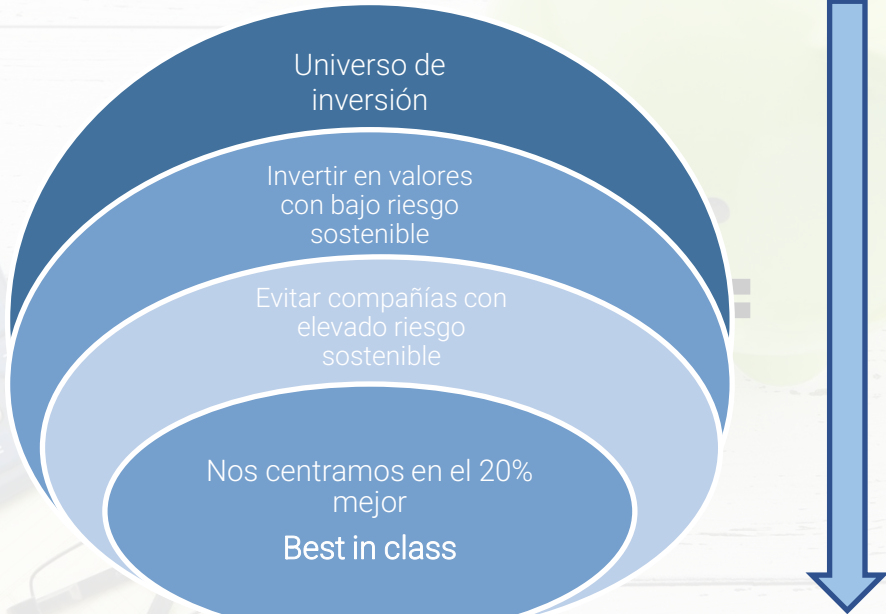 Universo de
inversión
Invertir en valores
con bajo riesgo
sostenible
Evitar compañías con
elevado riesgo
sostenible
Nos centramos en el 20%
mejor
Best in class